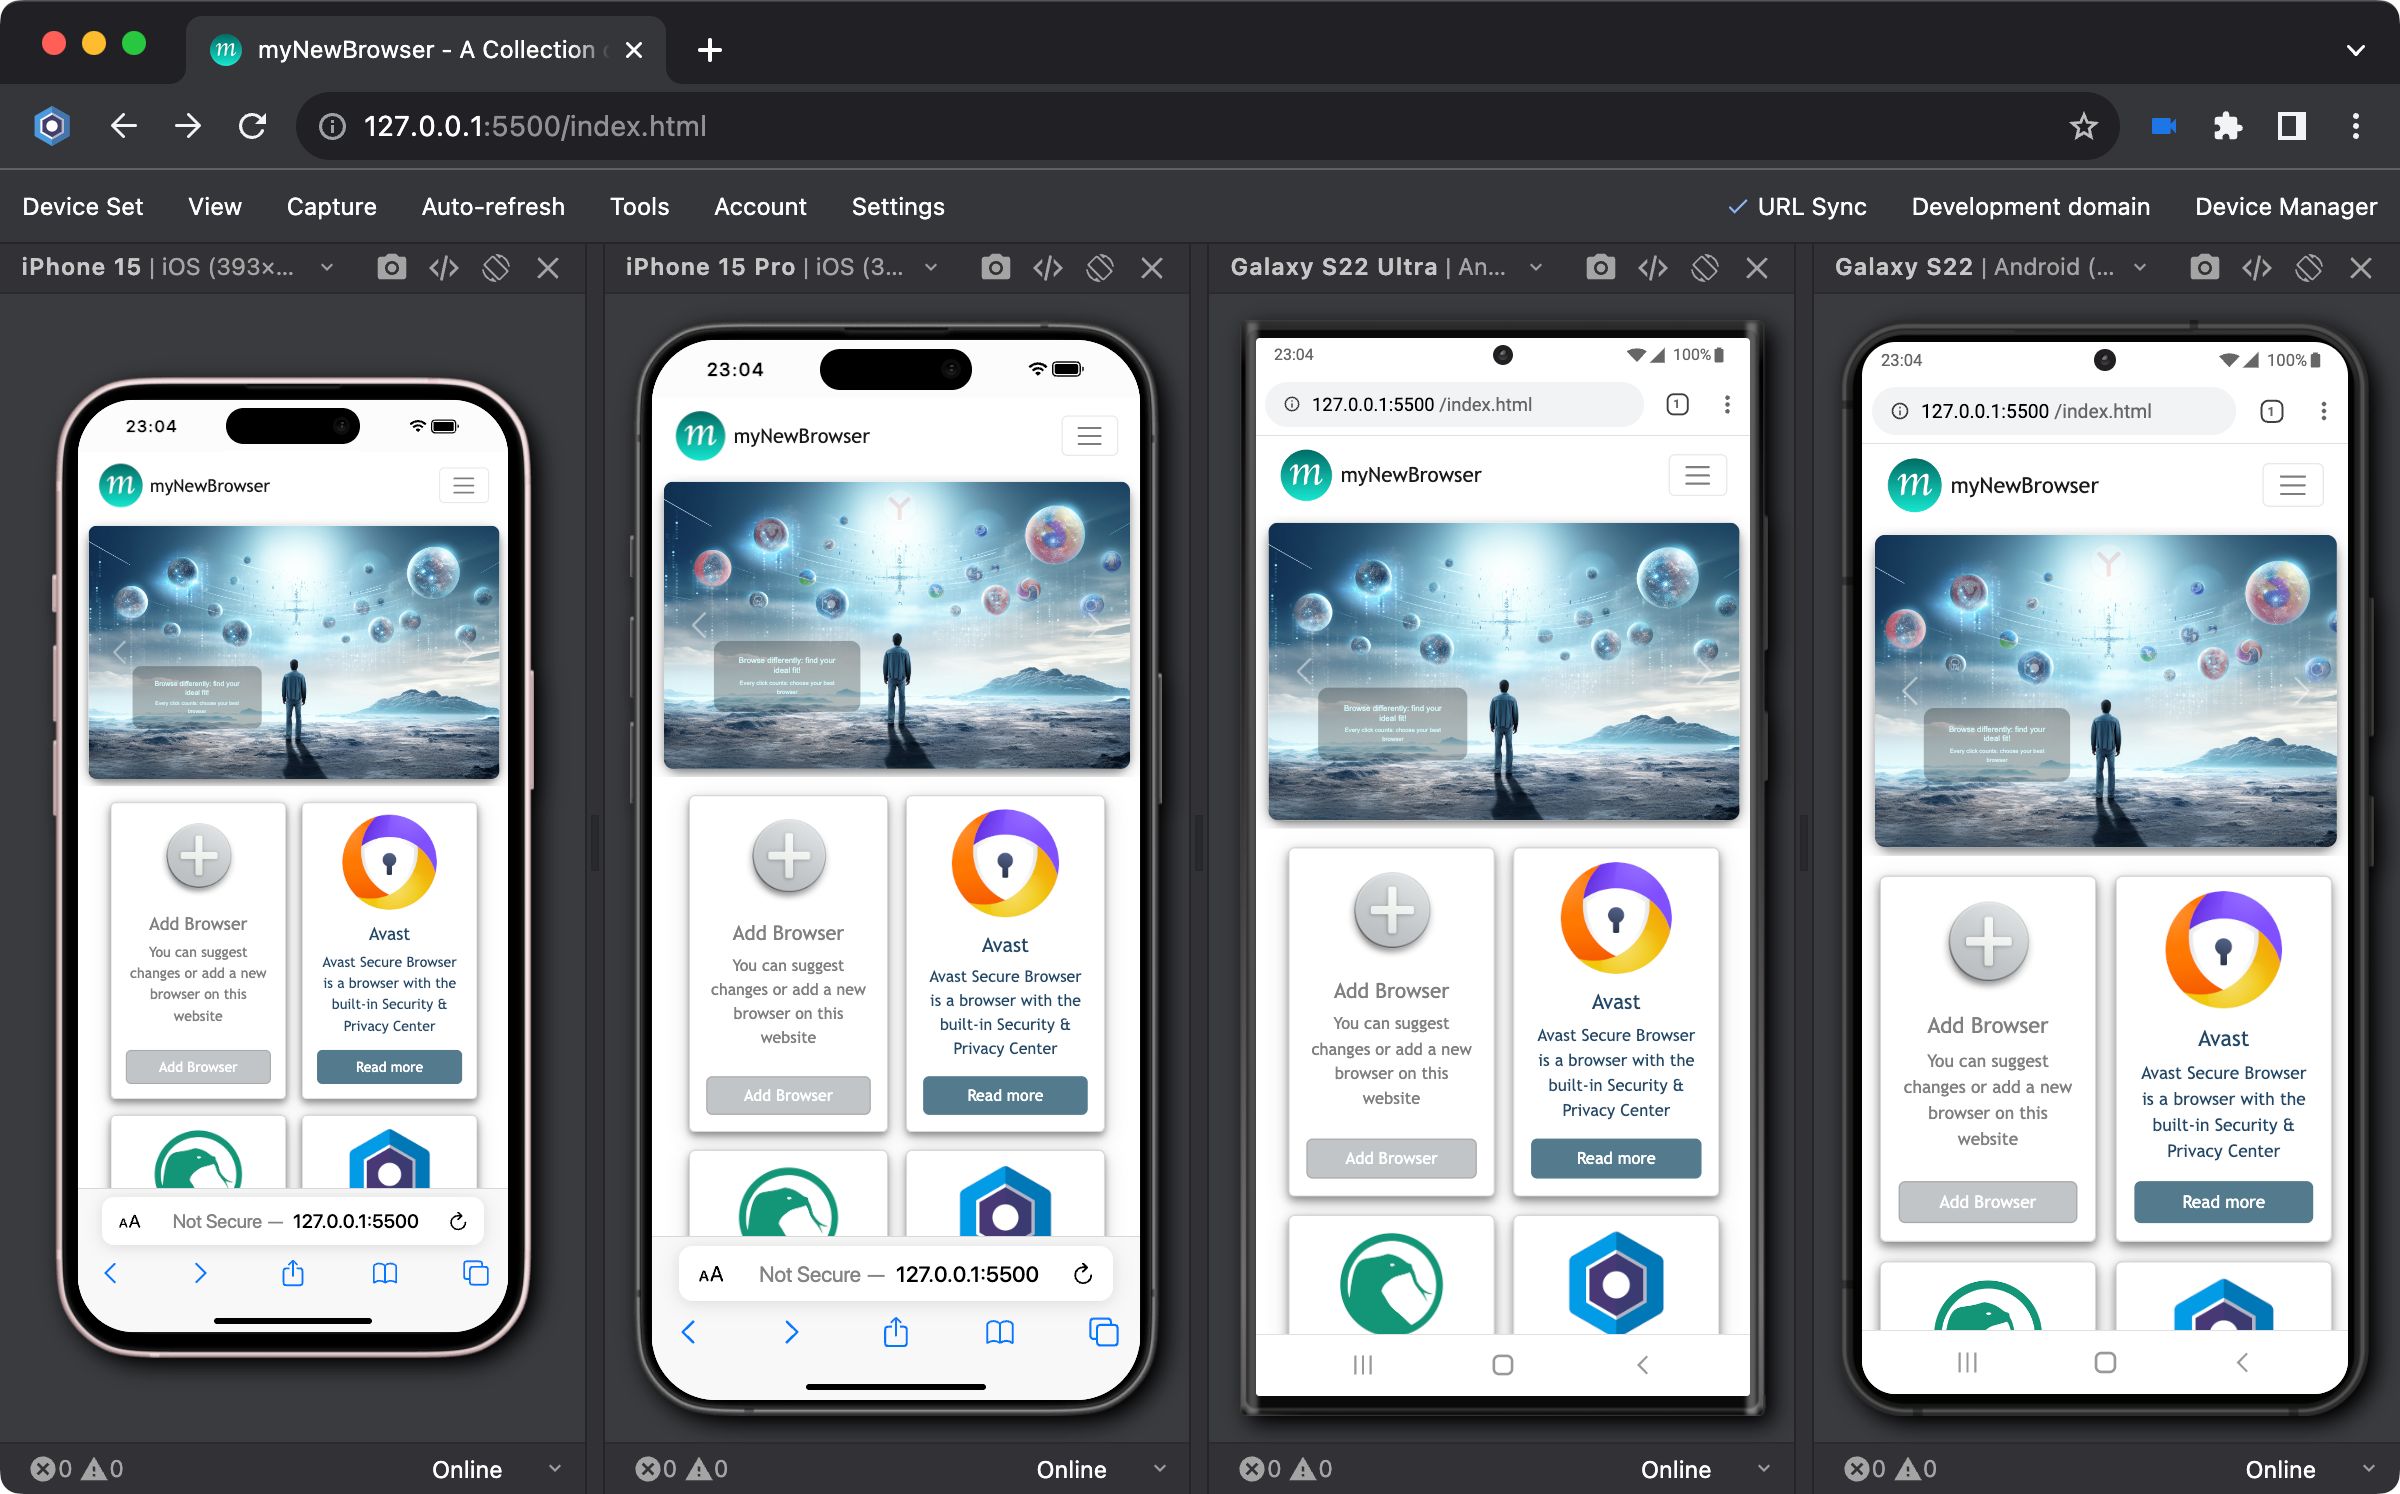 myNewBrowser - A Collection
127.0.0.1:5500/index.html
Device Set View Capture Auto-refresh Tools Account Settings URL Sync Development domain Device Manager
iPhone 15 | iOS (393×...
23:04
m myNewBrowser
Browse differently: find your
ideal fit!
Every click counts: choose your best
browser
Add Browser
You can suggest
changes or add a new
browser on this
website
Add Browser
Avast
Avast Secure Browser
is a browser with the
built-in Security &
Privacy Center
Read more
AA Not Secure — 127.0.0.1:5500
0 0 Online
iPhone 15 Pro | iOS (3...
23:04
m myNewBrowser
Browse differently: find your
ideal fit!
Every click counts: choose your best
browser
Add Browser
You can suggest
changes or add a new
browser on this
website
Add Browser
Avast
Avast Secure Browser
is a browser with the
built-in Security &
Privacy Center
Read more
AA Not Secure — 127.0.0.1:5500
0 0 Online
Galaxy S22 Ultra | An...
23:04 100%
127.0.0.1:5500 /index.html 1
m myNewBrowser
Browse differently: find your
ideal fit!
Every click counts: choose your best
browser
Add Browser
You can suggest
changes or add a new
browser on this
website
Add Browser
Avast
Avast Secure Browser
is a browser with the
built-in Security &
Privacy Center
Read more
0 0 Online
Galaxy S22 | Android (...
23:04 100%
127.0.0.1:5500 /index.html 1
m myNewBrowser
Browse differently: find your
ideal fit!
Every click counts: choose your best
browser
Add Browser
You can suggest
changes or add a new
browser on this
website
Add Browser
Avast
Avast Secure Browser
is a browser with the
built-in Security &
Privacy Center
Read more
0 0 Online